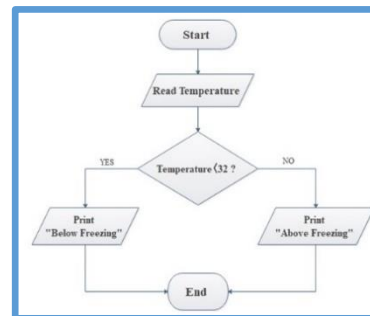 Start
Read Temperature
Temperature<32 ?
YES
NO
Print
"Below Freezing"
Print
"Above Freezing"
End